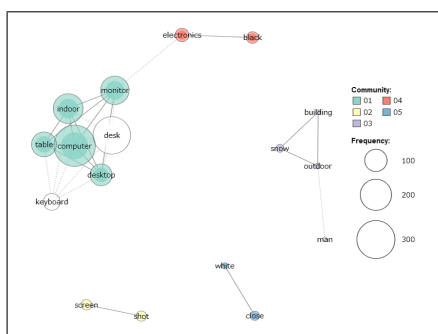 electronics
black
monitor
indoor
desk
table
computer
desktop
keyboard
building
snow
outdoor
man
white
close
screen
shot
Community:
01 04
02 05
03
Frequency:
100
200
300